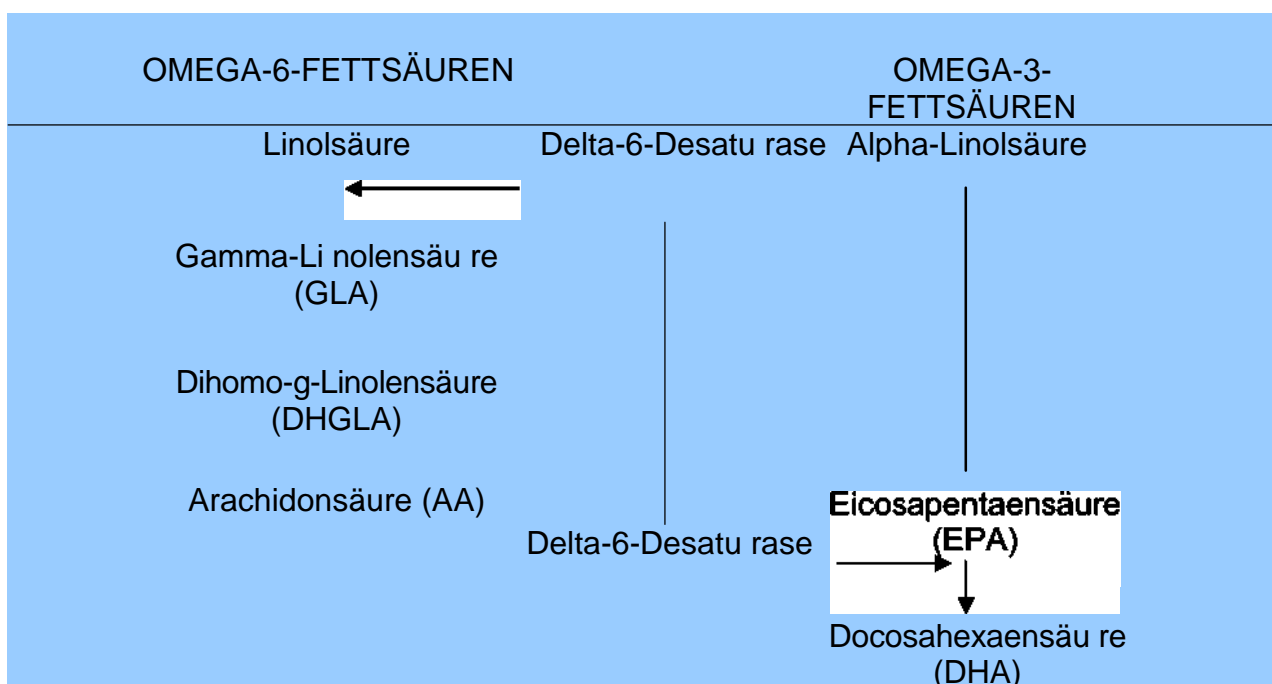 OMEGA-6-FETTSÄUREN
OMEGA-3-
FETTSÄUREN
Linolsäure
Delta-6-Desatu rase
Alpha-Linolsäure
Gamma-Li nolensäu re
(GLA)
Dihomo-g-Linolensäure
(DHGLA)
Arachidonsäure (AA)
Delta-6-Desatu rase
Eicosapentaensäure
(EPA)
Docosahexaensäu re
(DHA)